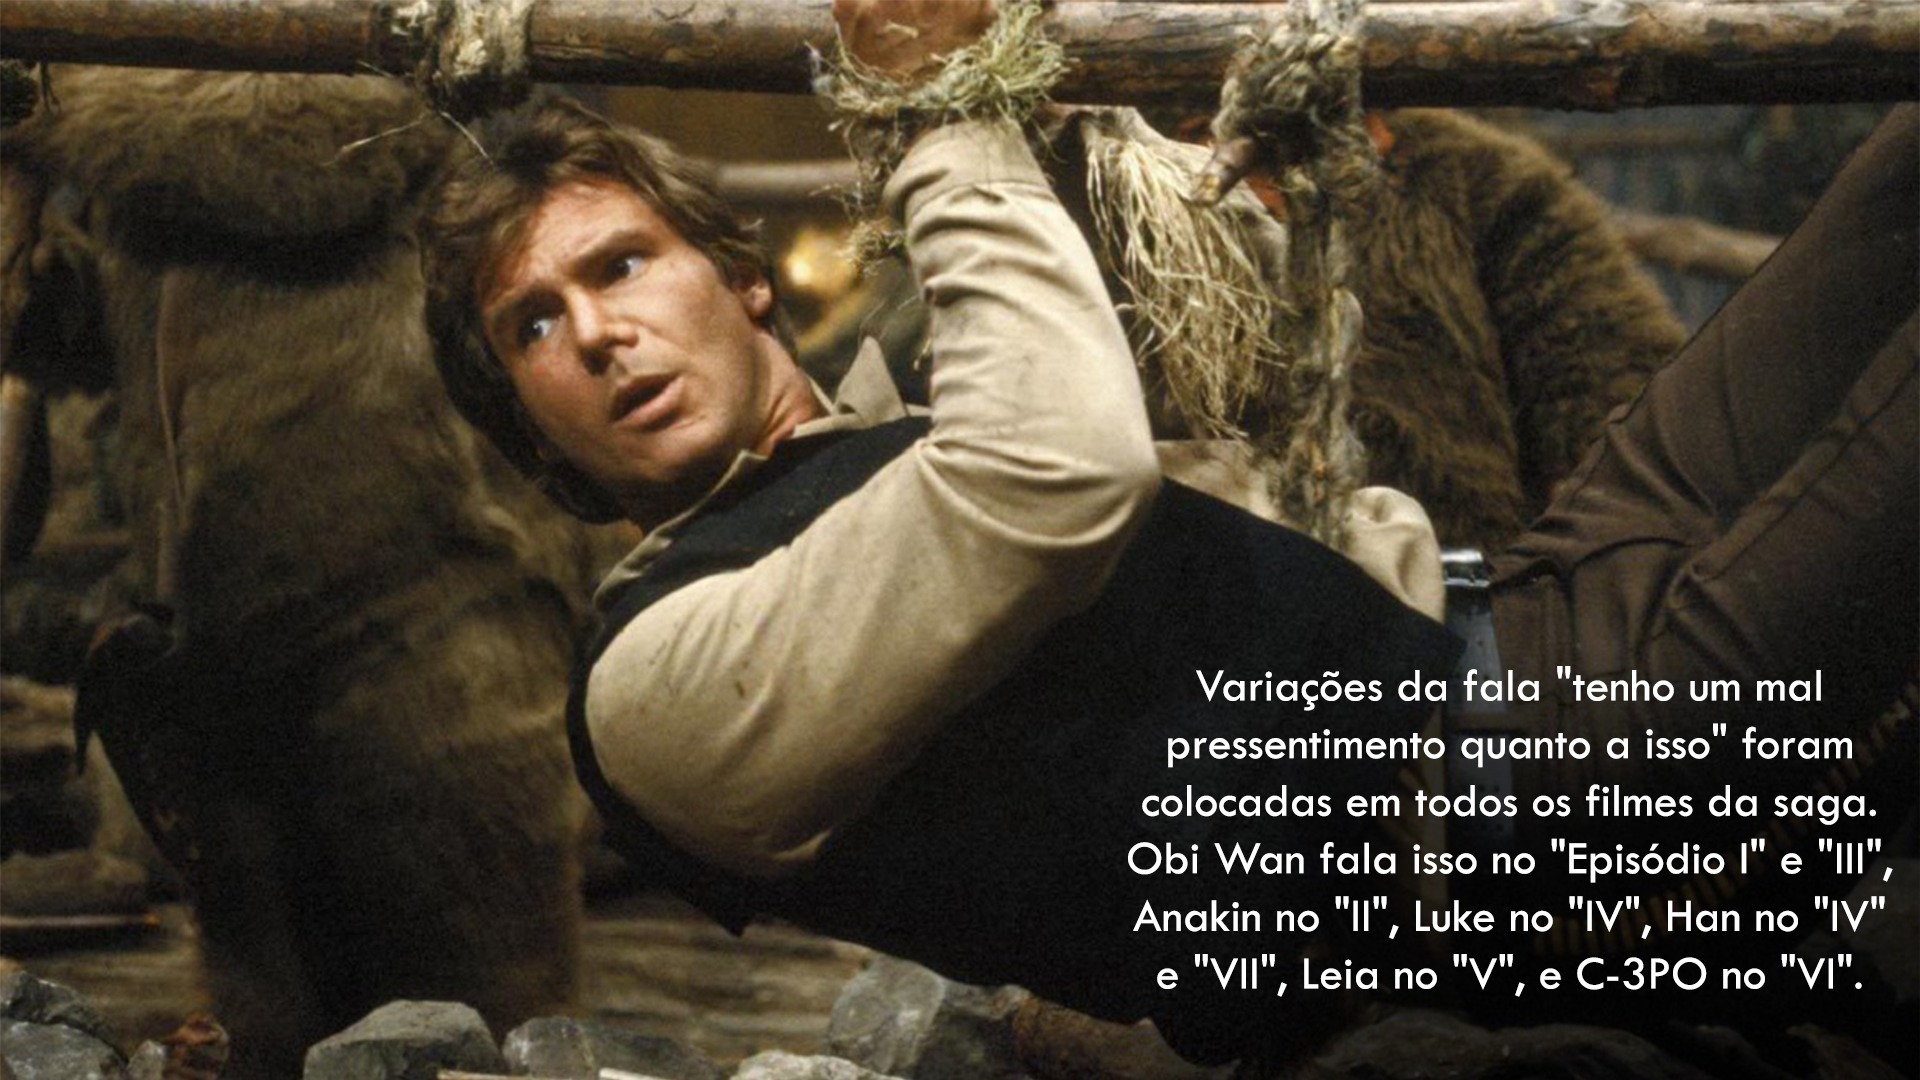 Variações da fala "tenho um mal
pressentimento quanto a isso" foram
colocadas em todos os filmes da saga.
Obi Wan fala isso no "Episódio I" e "III",
Anakin no "II", Luke no "IV", Han no "IV"
e "VII", Leia no "V", e C-3PO no "VI".